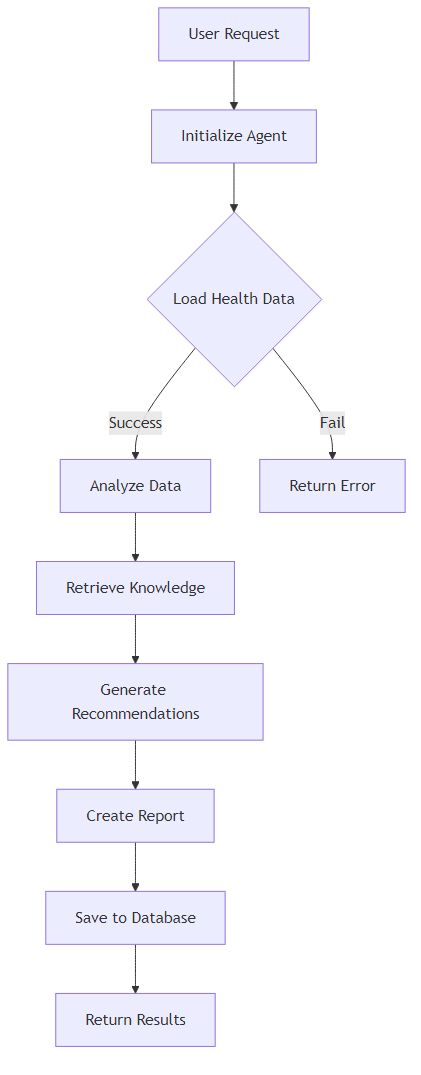 User Request
Initialize Agent
Load Health Data
Success
Fail
Analyze Data
Return Error
Retrieve Knowledge
Generate
Recommendations
Create Report
Save to Database
Return Results